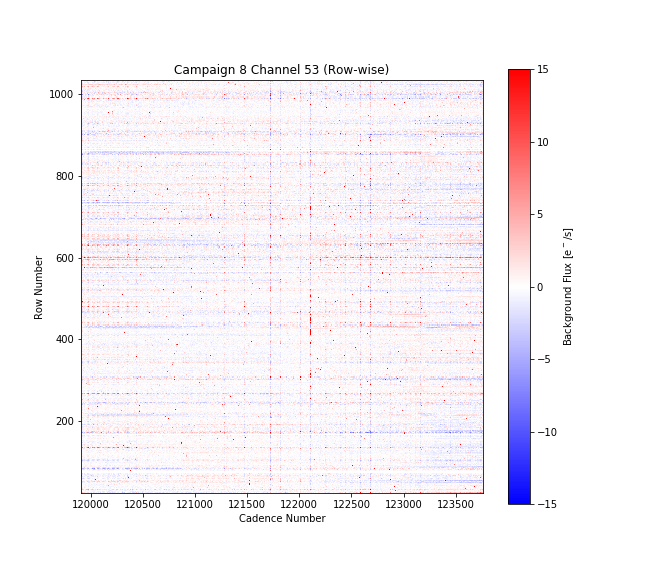 Campaign 8 Channel 53 (Row-wise)
1000
800
600
400
200
Row Number
120000 120500 121000 121500 122000 122500 123000 123500
Cadence Number
15
10
5
0
−5
−10
−15
Background Flux [e⁻/s]